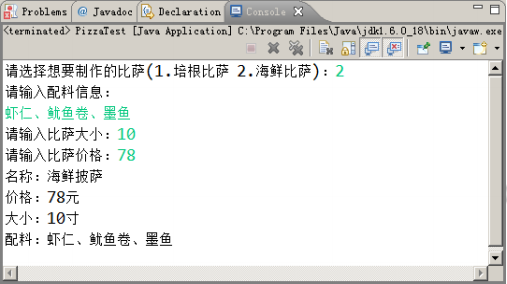 Problems @ Javadoc Declaration Console
<terminated> PizzaTest [Java Application] C:\Program Files\Java\jdk1.6.0_18\bin\javaw.exe
请选择想要制作的比萨(1.培根比萨 2.海鲜比萨)：2
请输入配料信息：
虾仁、鱿鱼卷、墨鱼
请输入比萨大小：10
请输入比萨价格：78
名称：海鲜披萨
价格：78元
大小：10寸
配料：虾仁、鱿鱼卷、墨鱼